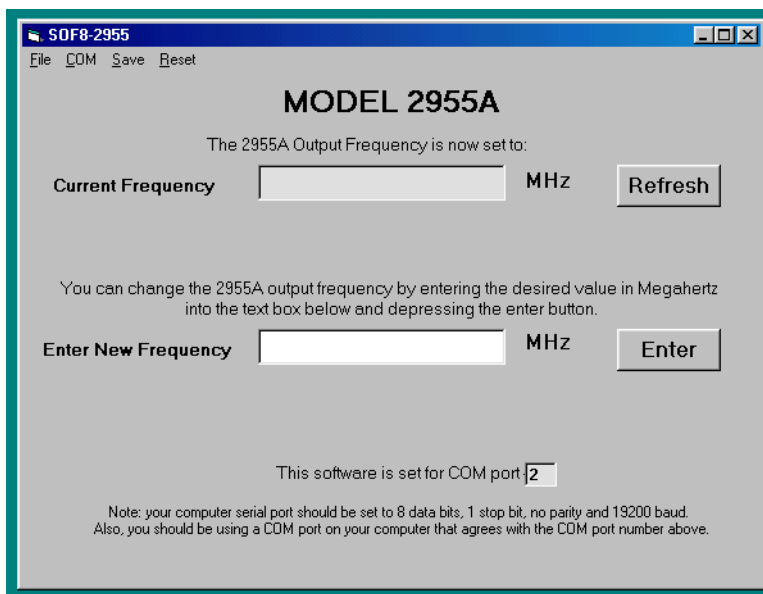 SOF8-2955
File COM Save Reset
MODEL 2955A
The 2955A Output Frequency is now set to:
Current Frequency MHz Refresh
You can change the 2955A output frequency by entering the desired value in Megahertz
into the text box below and depressing the enter button.
Enter New Frequency MHz Enter
This software is set for COM port 2
Note: your computer serial port should be set to 8 data bits, 1 stop bit, no parity and 19200 baud.
Also, you should be using a COM port on your computer that agrees with the COM port number above.